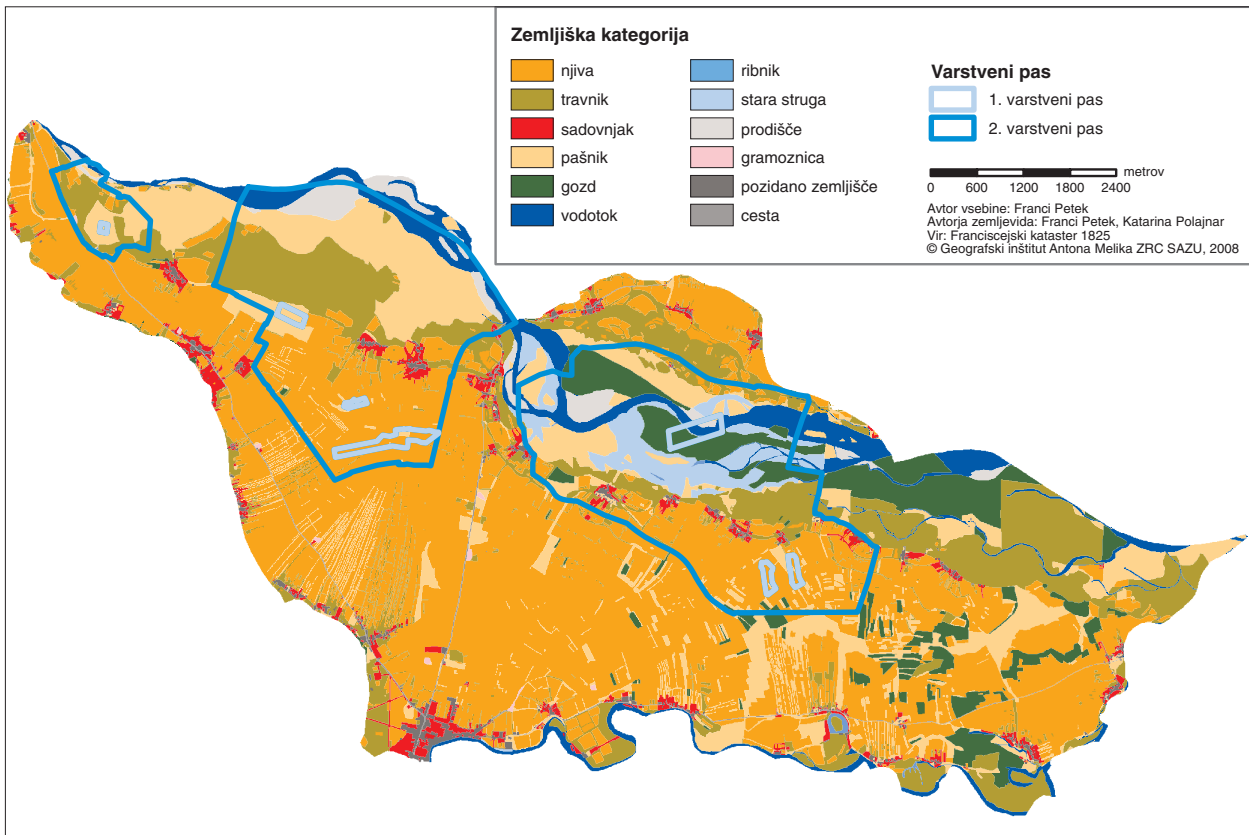 Zemljiška kategorija
njiva
travnik
sadovnjak
pašnik
gozd
vodotok
ribnik
stara struga
prodišče
gramoznica
pozidano zemljišče
cesta
Varstveni pas
1. varstveni pas
2. varstveni pas
metrov
0 600 1200 1800 2400
Avtor vsebine: Franci Petek
Avtorja zemljevida: Franci Petek, Katarina Polajnar
Vir: Franciscejski kataster 1825
© Geografski inštitut Antona Melika ZRC SAZU, 2008